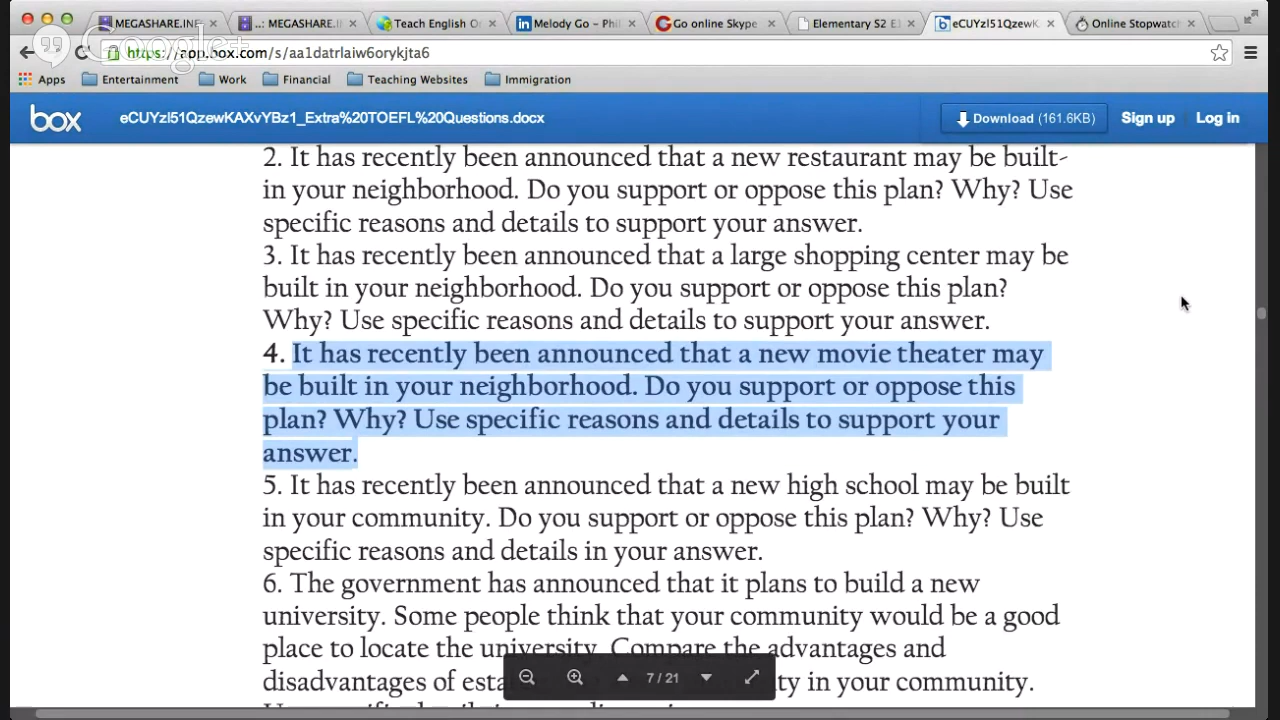 MEGASHARE.INF
..: MEGASHARE.IN
Teach English O
Melody Go – Phil
Go online Skype
Elementary S2 E
eCUYzl51QzewK
Online Stopwatc
Google+
https://app.box.com/s/aa1datrlaiw6orykjta6
Apps Entertainment Work Financial Teaching Websites Immigration
box eCUYzl51QzewKAXvYBz1_Extra%20TOEFL%20Questions.docx Download (161.6KB) Sign up Log in
2. It has recently been announced that a new restaurant may be built-
in your neighborhood. Do you support or oppose this plan? Why? Use
specific reasons and details to support your answer.
3. It has recently been announced that a large shopping center may be
built in your neighborhood. Do you support or oppose this plan?
Why? Use specific reasons and details to support your answer.
4. It has recently been announced that a new movie theater may
be built in your neighborhood. Do you support or oppose this
plan? Why? Use specific reasons and details to support your
answer.
5. It has recently been announced that a new high school may be built
in your community. Do you support or oppose this plan? Why? Use
specific reasons and details in your answer.
6. The government has announced that it plans to build a new
university. Some people think that your community would be a good
place to locate the university. Compare the advantages and
disadvantages of in your community.
7 / 21